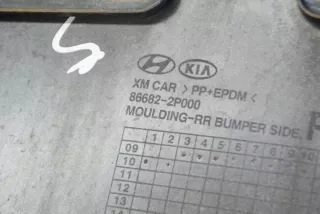 KIA
XM CAR >PP+EPDM<
86682-2P000
MOULDING-RR BUMPER SIDE. R
1 2 3 4 5 6 7 8 9 10
09
10
11
12
13